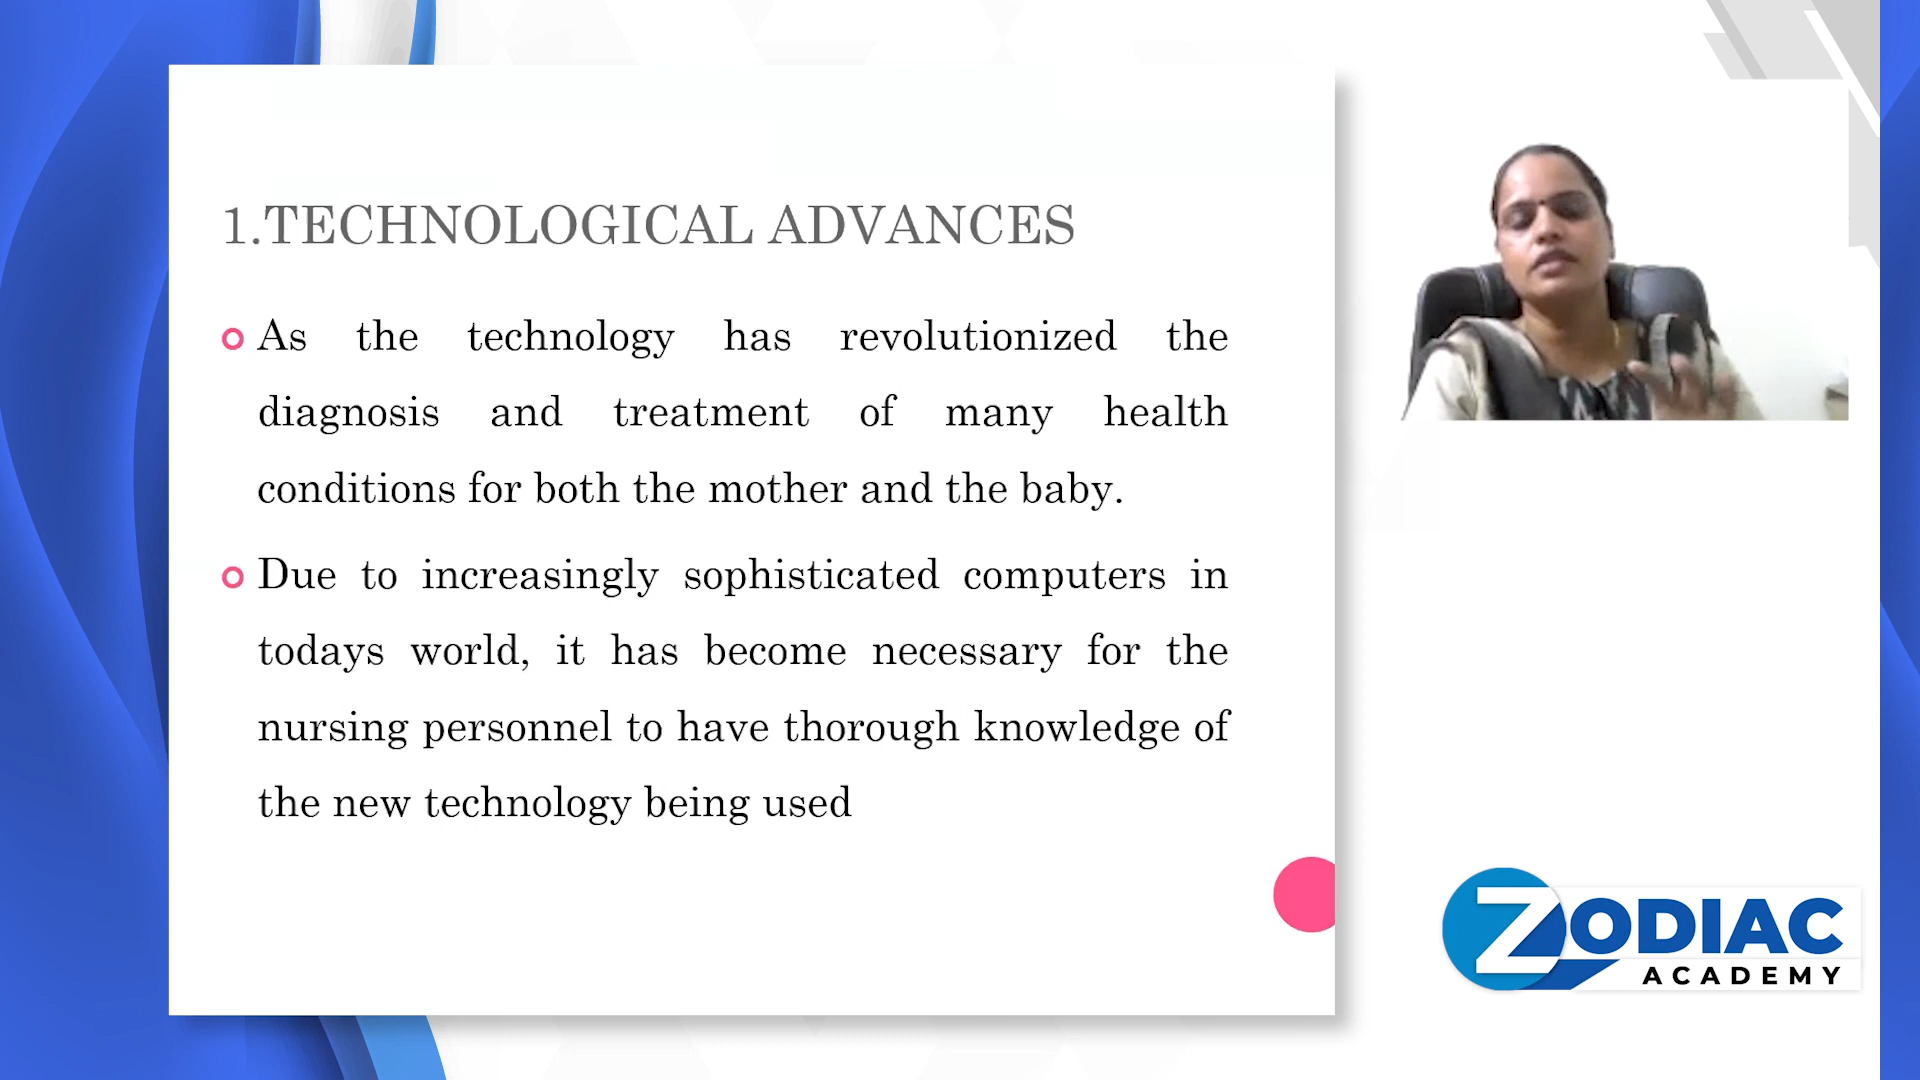 1.TECHNOLOGICAL ADVANCES
As the technology has revolutionized the
diagnosis and treatment of many health
conditions for both the mother and the baby.
Due to increasingly sophisticated computers in
todays world, it has become necessary for the
nursing personnel to have thorough knowledge of
the new technology being used
ZODIAC
ACADEMY